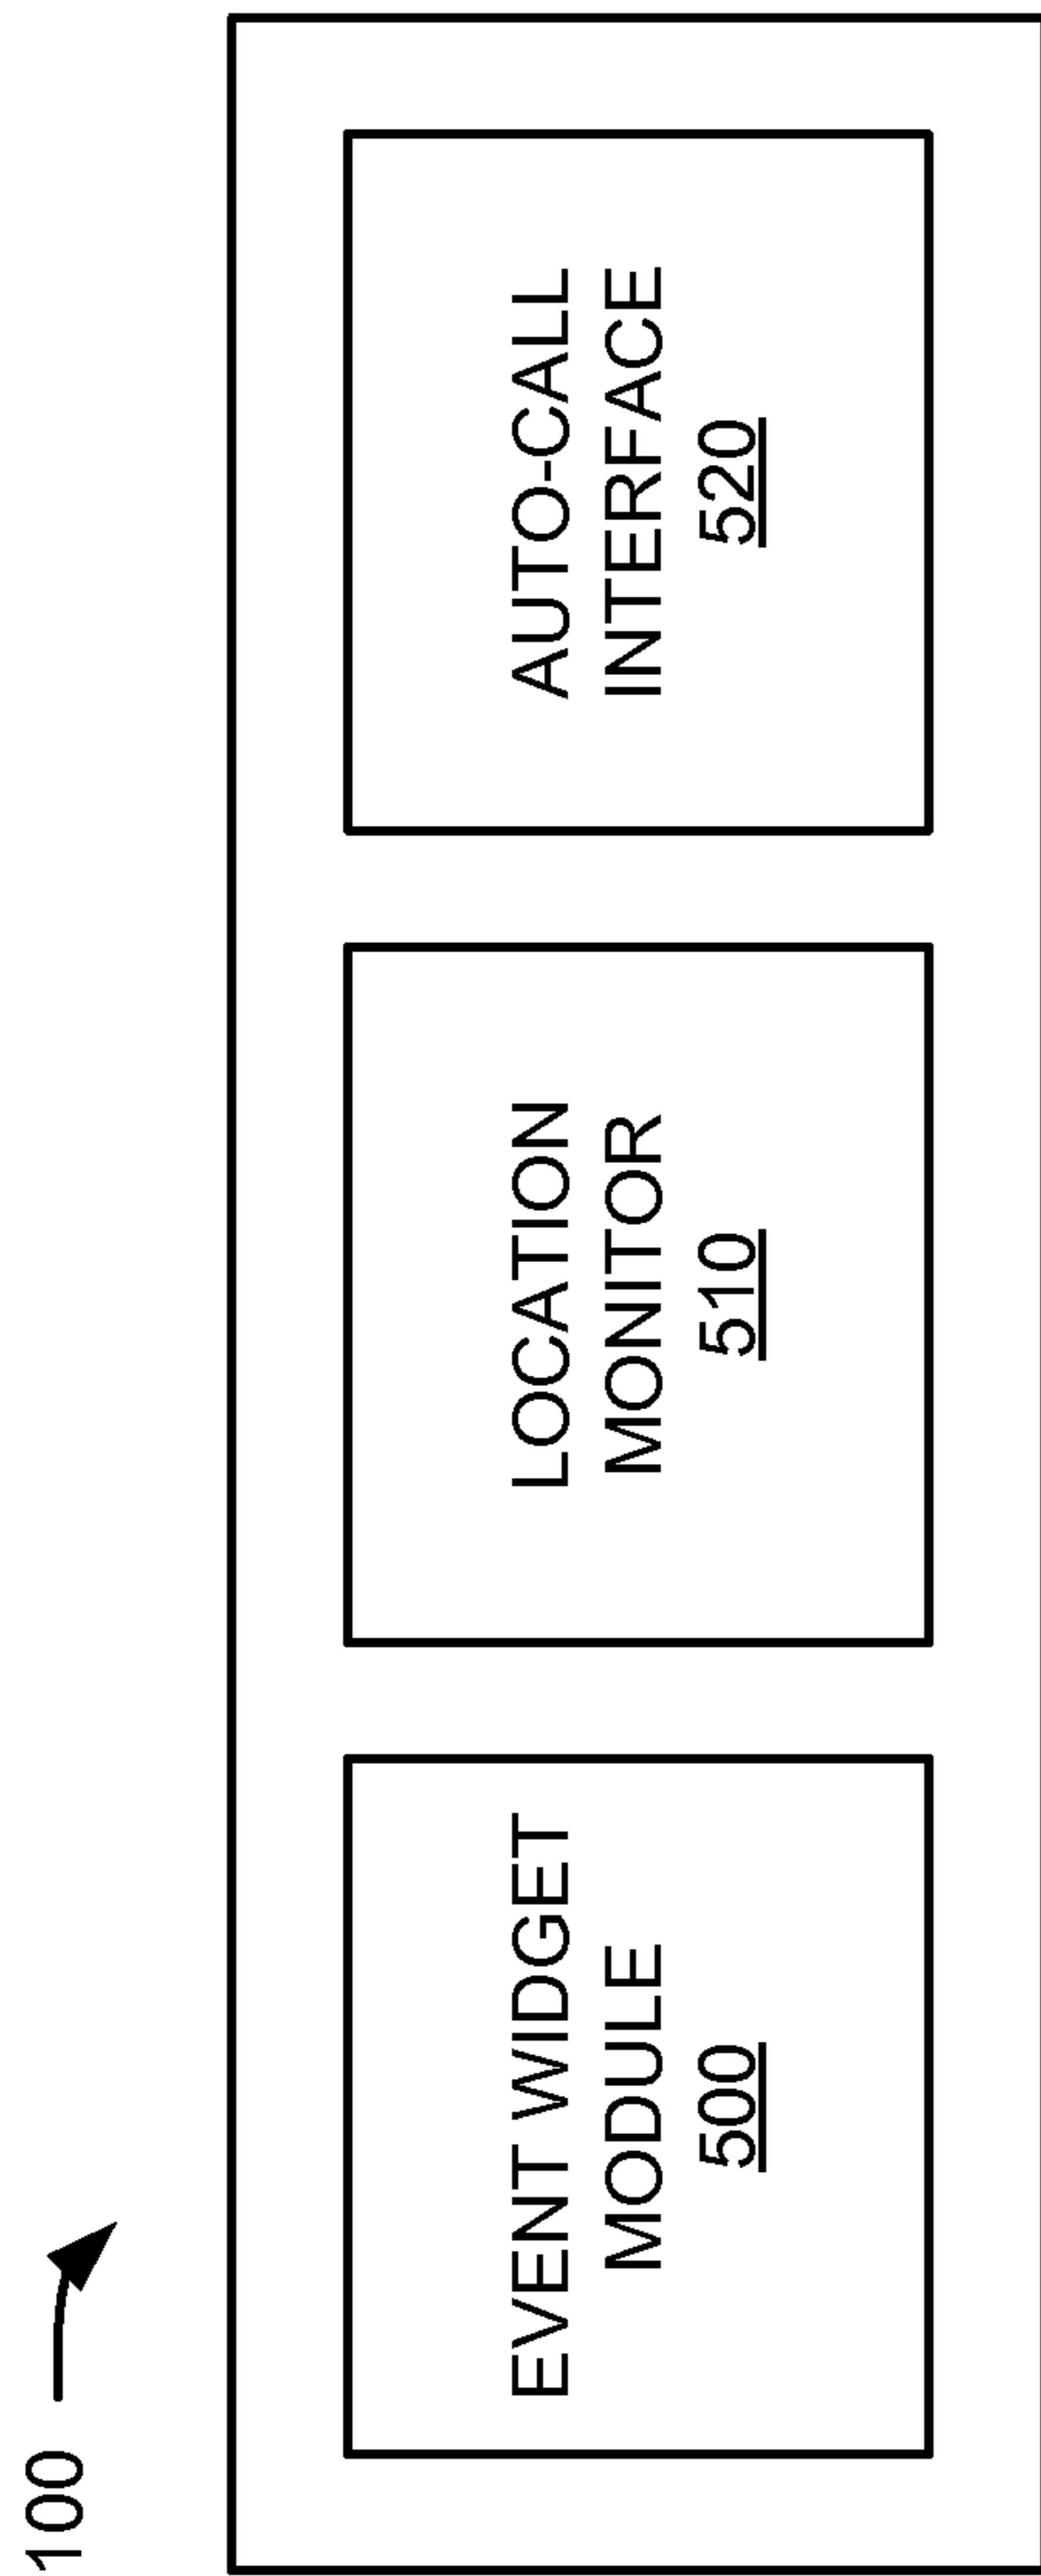 100
EVENT WIDGET
MODULE
500
LOCATION
MONITOR
510
AUTO-CALL
INTERFACE
520